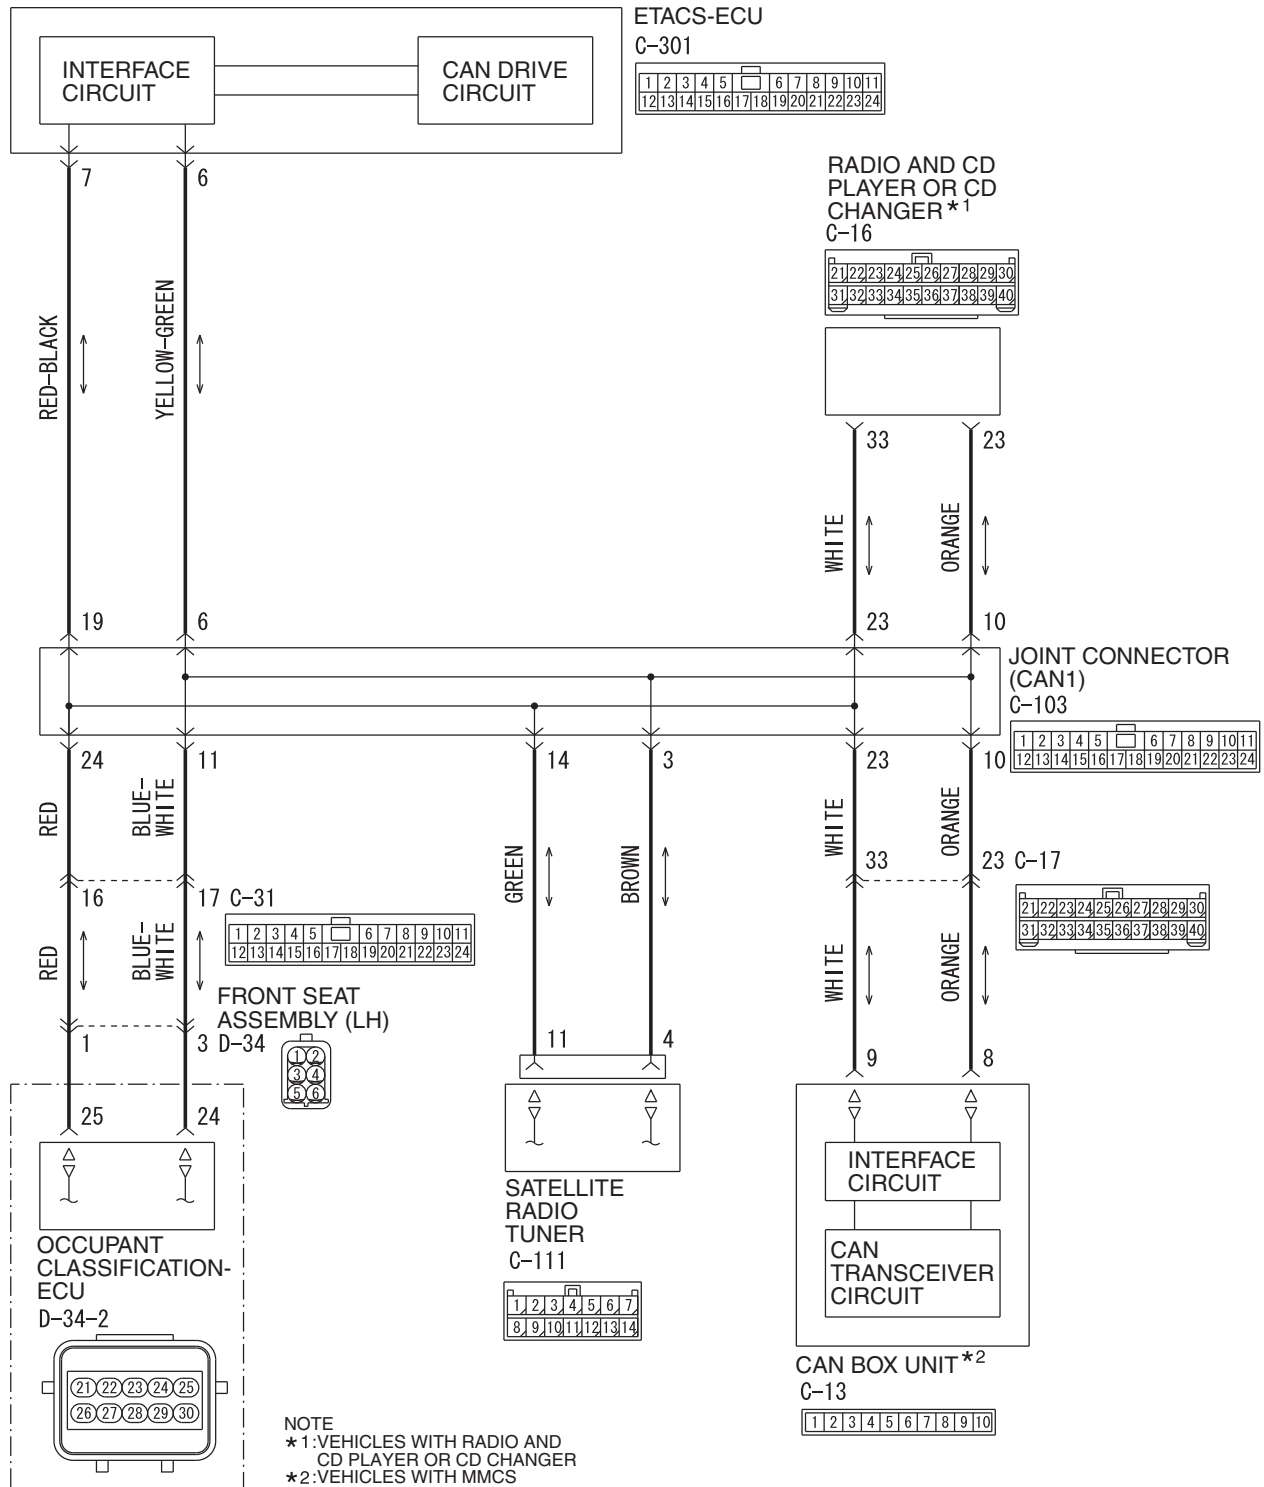 ETACS-ECU
C-301
INTERFACE
CIRCUIT
CAN DRIVE
CIRCUIT
1 2 3 4 5 6 7 8 9 10 11
12 13 14 15 16 17 18 19 20 21 22 23 24
7
6
RADIO AND CD
PLAYER OR CD
CHANGER*1
C-16
21 22 23 24 25 26 27 28 29 30
31 32 33 34 35 36 37 38 39 40
RED-BLACK
YELLOW-GREEN
33
23
WHITE
ORANGE
19
6
23
10
JOINT CONNECTOR
(CAN1)
C-103
1 2 3 4 5 6 7 8 9 10 11
12 13 14 15 16 17 18 19 20 21 22 23 24
24
11
14
3
23
10
RED
BLUE-
WHITE
GREEN
BROWN
WHITE
ORANGE
16
17 C-31
33
23 C-17
1 2 3 4 5 6 7 8 9 10 11
12 13 14 15 16 17 18 19 20 21 22 23 24
21 22 23 24 25 26 27 28 29 30
31 32 33 34 35 36 37 38 39 40
RED
BLUE-
WHITE
WHITE
ORANGE
FRONT SEAT
ASSEMBLY (LH)
1
3 D-34
1 2
3 4
5 6
11
4
9
8
25
24
INTERFACE
CIRCUIT
CAN
TRANSCEIVER
CIRCUIT
SATELLITE
RADIO
TUNER
C-111
1 2 3 4 5 6 7
8 9 10 11 12 13 14
OCCUPANT
CLASSIFICATION-
ECU
D-34-2
21 22 23 24 25
26 27 28 29 30
CAN BOX UNIT*2
C-13
1 2 3 4 5 6 7 8 9 10
NOTE
*1:VEHICLES WITH RADIO AND
CD PLAYER OR CD CHANGER
*2:VEHICLES WITH MMCS